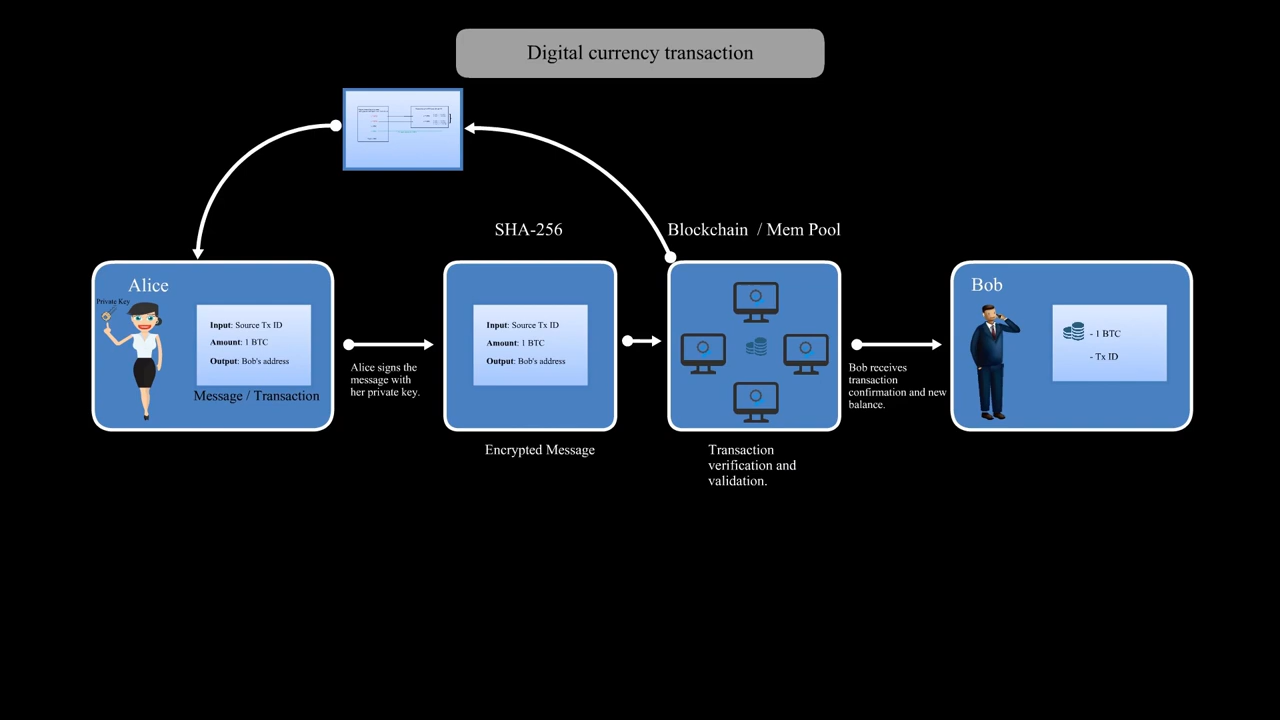 Digital currency transaction
SHA-256
Blockchain / Mem Pool
Alice
Private Key
Input: Source Tx ID
Amount: 1 BTC
Output: Bob's address
Message / Transaction
Alice signs the
message with
her private key.
Input: Source Tx ID
Amount: 1 BTC
Output: Bob's address
Encrypted Message
Transaction
verification and
validation.
Bob receives
transaction
confirmation and new
balance.
Bob
- 1 BTC
- Tx ID